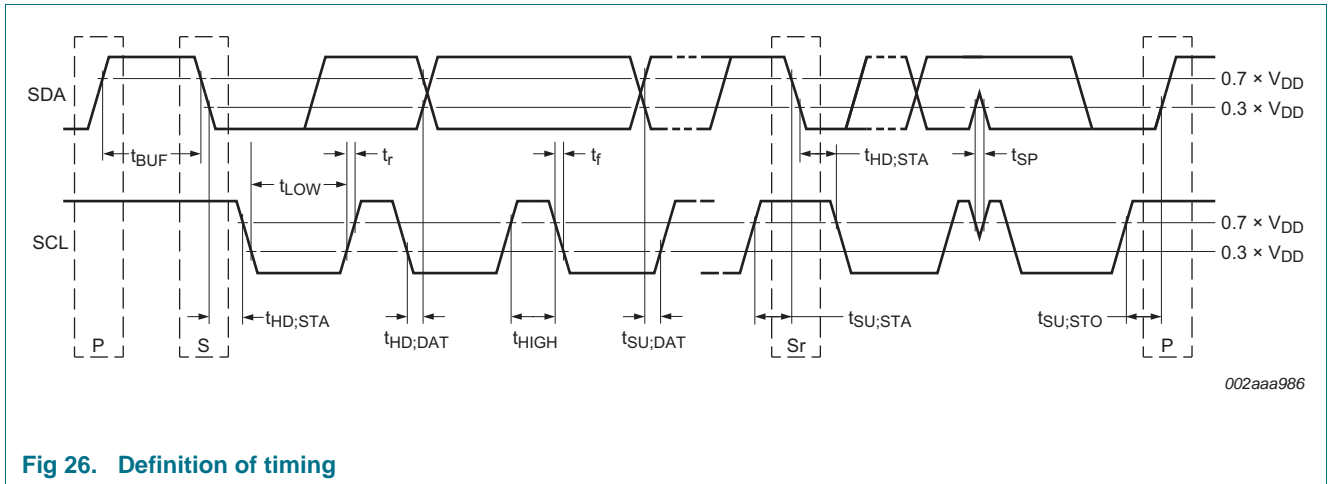 SDA
0.7 × VDD
0.3 × VDD
tBUF
tLOW
tr
tf
tHD;STA
tSP
SCL
0.7 × VDD
0.3 × VDD
tHD;STA
tHD;DAT
tHIGH
tSU;DAT
tSU;STA
tSU;STO
P
S
Sr
P
002aaa986
Fig 26. Definition of timing